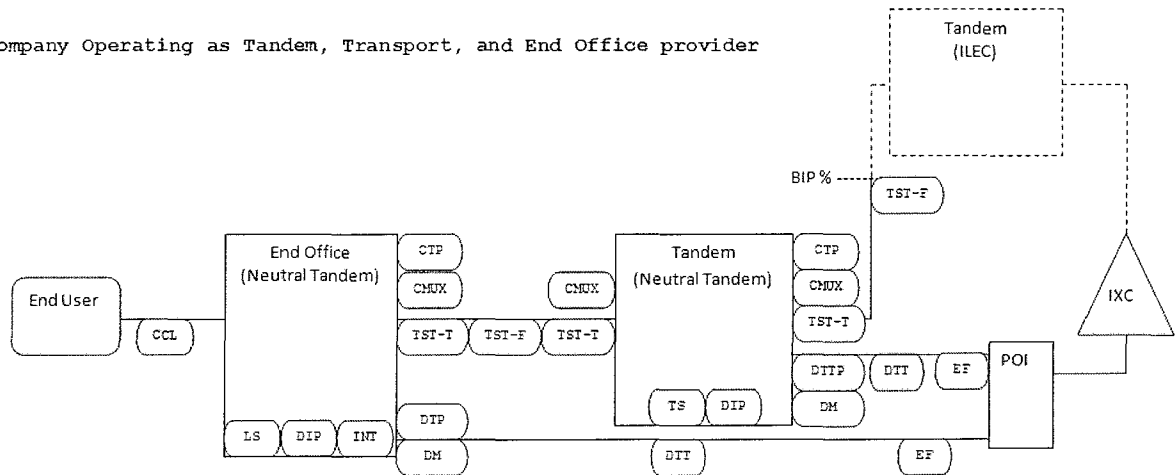 ompany Operating as Tandem, Transport, and End Office provider
Tandem
(ILEC)
BIP %
TST-F
End Office
(Neutral Tandem)
CTP
CMUX
CMUX
Tandem
(Neutral Tandem)
CTP
CMUX
End User
CCL
TST-T
TST-F
TST-T
TST-T
IXC
DTTP
DTT
EF
POI
TS
DIP
DM
LS
DIP
INT
DTP
DM
DTT
EF